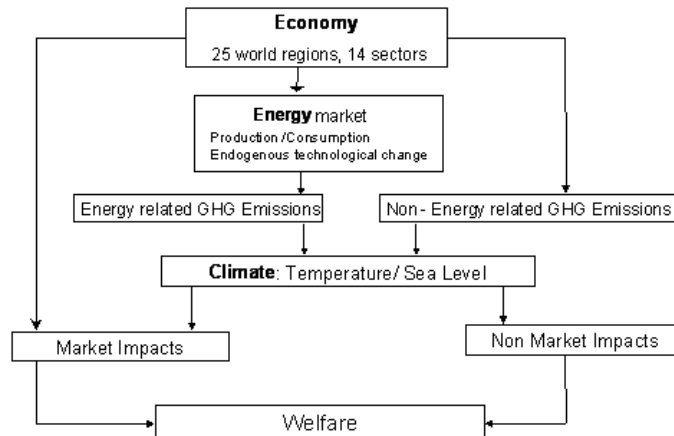 Economy
25 world regions, 14 sectors
Energy market
Production /Consumption
Endogenous technological change
Energy related GHG Emissions
Non - Energy related GHG Emissions
Climate: Temperature/ Sea Level
Market Impacts
Non Market Impacts
Welfare